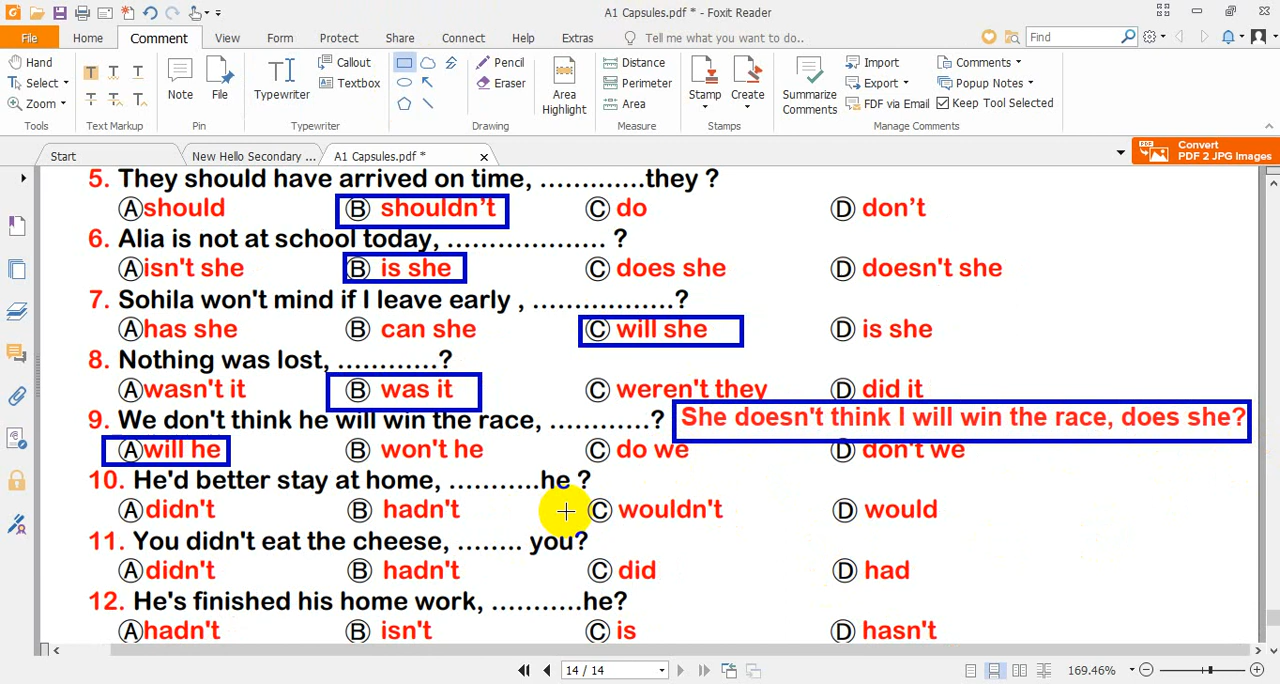 A1 Capsules.pdf * - Foxit Reader
File Home Comment View Form Protect Share Connect Help Extras Tell me what you want to do.. Find
Hand Select Zoom Tools
Text Markup
Note File Pin
Typewriter Callout Textbox Typewriter
Pencil Eraser Area Highlight Drawing
Distance Perimeter Area Measure
Stamp Create Stamps
Summarize Comments Import Export FDF via Email Comments Popup Notes Keep Tool Selected Manage Comments
Start New Hello Secondary ... A1 Capsules.pdf * Convert PDF 2 JPG Images
5. They should have arrived on time, .............they ?
A should B shouldn't C do D don't
6. Alia is not at school today, ................... ?
A isn't she B is she C does she D doesn't she
7. Sohila won't mind if I leave early , .................?
A has she B can she C will she D is she
8. Nothing was lost, ............?
A wasn't it B was it C weren't they D did it
9. We don't think he will win the race, ............? She doesn't think I will win the race, does she?
A will he B won't he C do we D don't we
10. He'd better stay at home, ...........he ?
A didn't B hadn't C wouldn't D would
11. You didn't eat the cheese, ........ you?
A didn't B hadn't C did D had
12. He's finished his home work, ...........he?
A hadn't B isn't C is D hasn't
14 / 14 169.46%